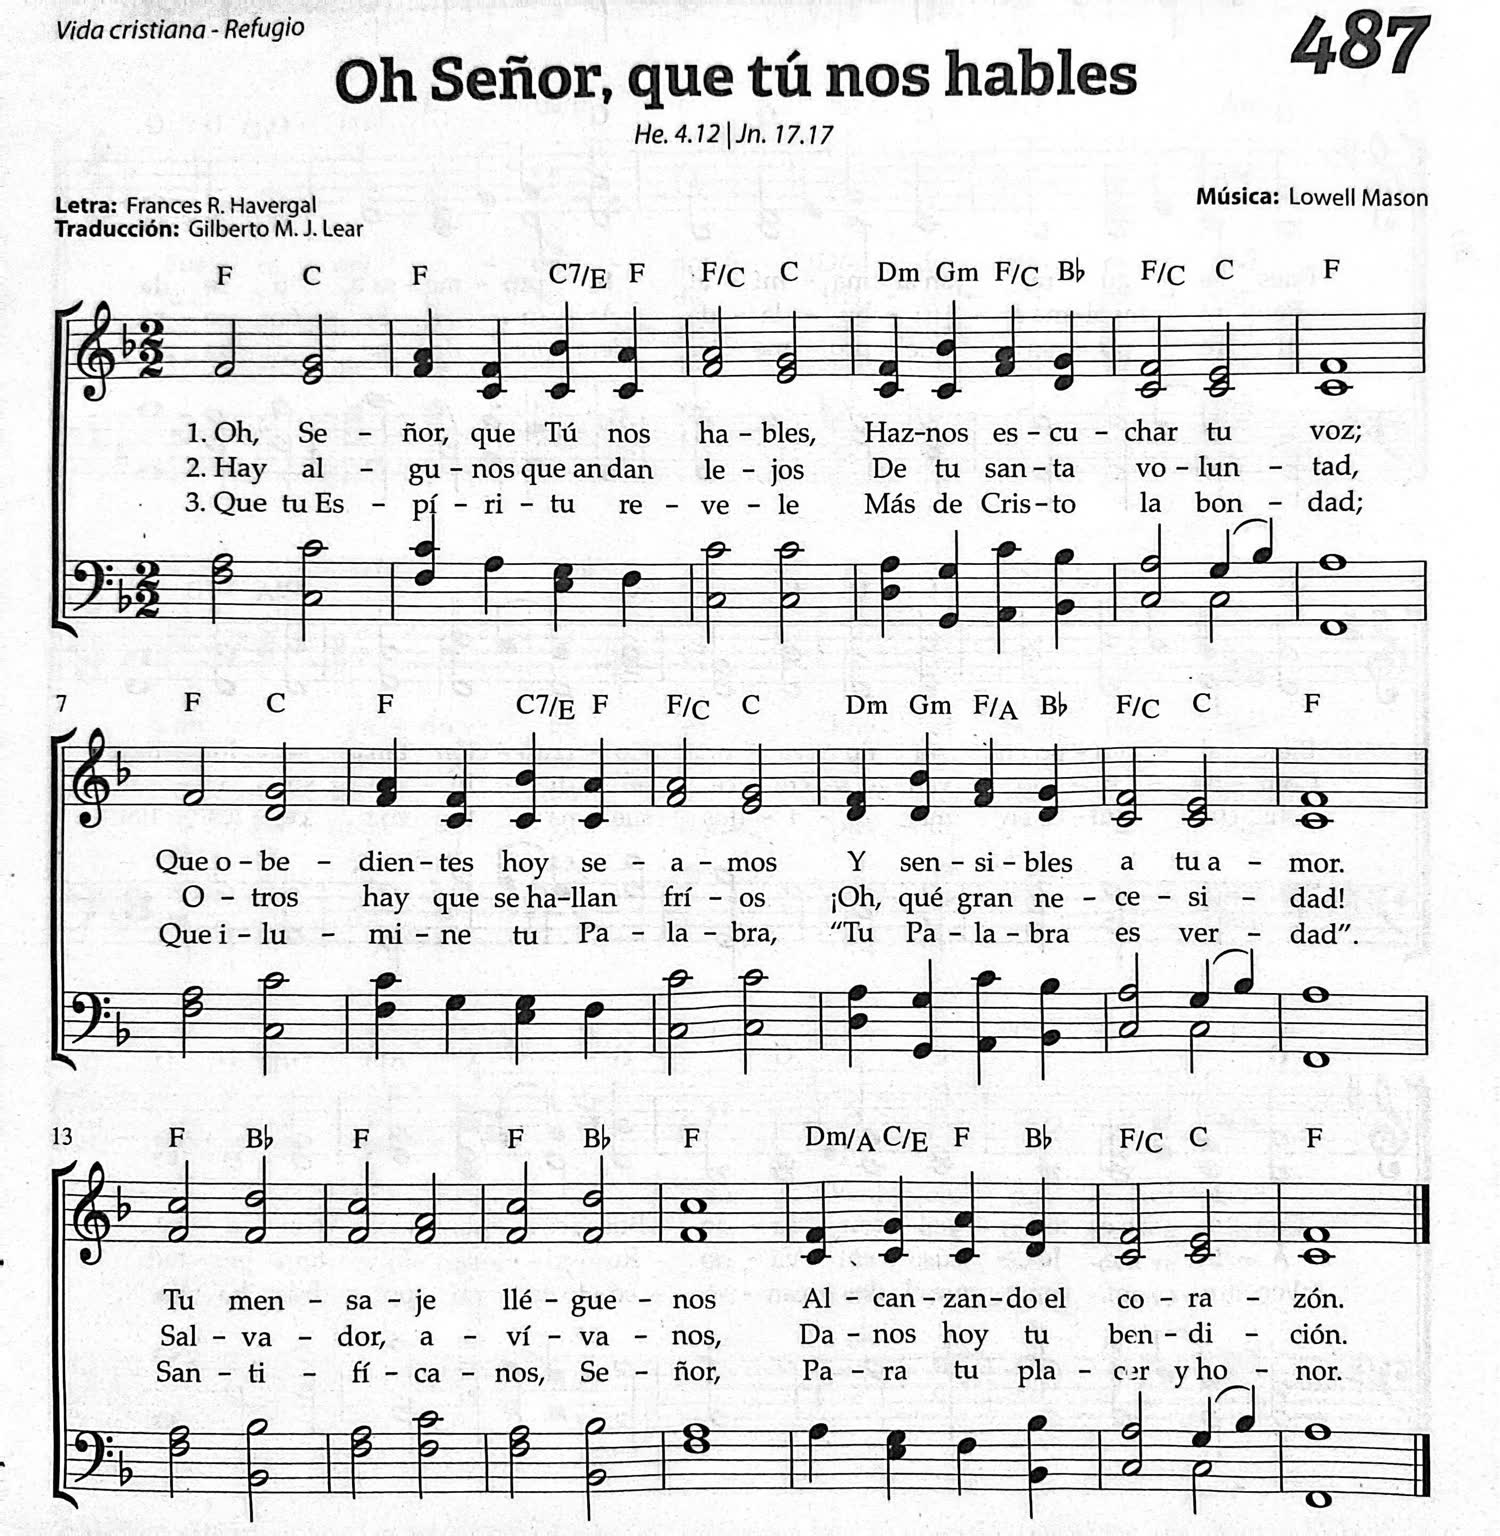 Vida cristiana - Refugio
487
Oh Señor, que tú nos hables
He. 4.12 | Jn. 17.17
Letra: Frances R. Havergal
Música: Lowell Mason
Traducción: Gilberto M. J. Lear
F C F C7/E F F/C C Dm Gm F/C B♭ F/C C F
1. Oh, Se – ñor, que Tú nos ha – bles, Haz–nos es – cu – char tu voz;
2. Hay al – gu – nos que andan le – jos De tu san – ta vo – lun – tad,
3. Que tu Es – pí – ri – tu re – ve – le Más de Cris – to la bon – dad;
7 F C F C7/E F F/C C Dm Gm F/A B♭ F/C C F
Que o – be – dien – tes hoy se – a – mos Y sen – si – bles a tu a – mor.
O – tros hay que se ha–llan frí – os ¡Oh, qué gran ne – ce – si – dad!
Que i – lu – mi – ne tu Pa – la – bra, “Tu Pa – la – bra es ver – dad”.
13 F B♭ F F B♭ F Dm/A C/E F B♭ F/C C F
Tu men – sa – je llé – gue – nos Al – can – zan – do el co – ra – zón.
Sal – va – dor, a – ví – va – nos, Da – nos hoy tu ben – di – ción.
San – ti – fí – ca – nos, Se – ñor, Pa – ra tu pla – cer y ho – nor.